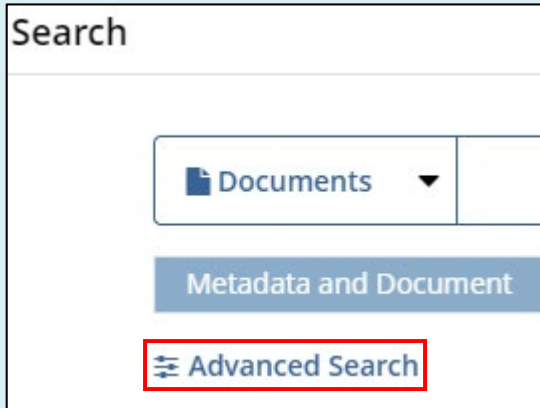 Search
Documents
Metadata and Document
Advanced Search